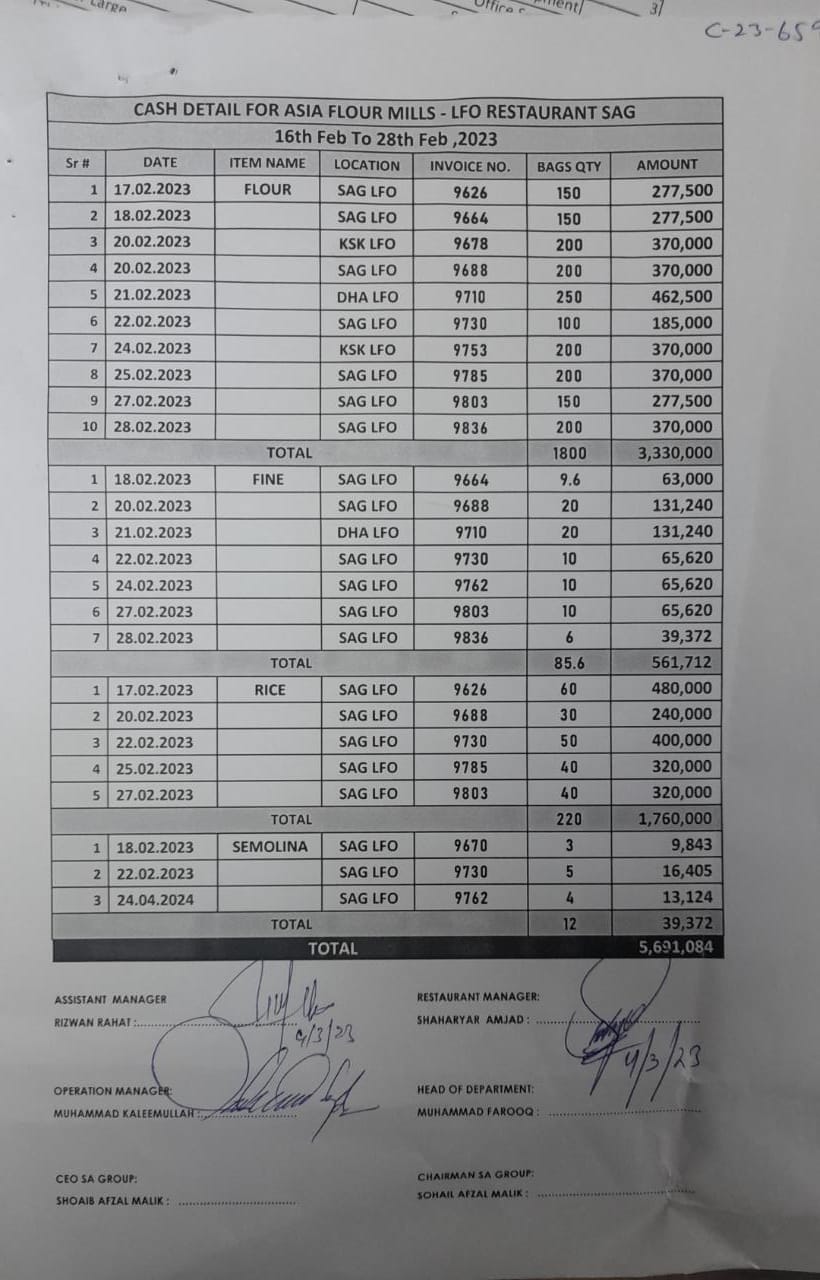 Large
Office
3
C-23-659
CASH DETAIL FOR ASIA FLOUR MILLS - LFO RESTAURANT SAG
16th Feb To 28th Feb ,2023
Sr # DATE ITEM NAME LOCATION INVOICE NO. BAGS QTY AMOUNT
1 17.02.2023 FLOUR SAG LFO 9626 150 277,500
2 18.02.2023 SAG LFO 9664 150 277,500
3 20.02.2023 KSK LFO 9678 200 370,000
4 20.02.2023 SAG LFO 9688 200 370,000
5 21.02.2023 DHA LFO 9710 250 462,500
6 22.02.2023 SAG LFO 9730 100 185,000
7 24.02.2023 KSK LFO 9753 200 370,000
8 25.02.2023 SAG LFO 9785 200 370,000
9 27.02.2023 SAG LFO 9803 150 277,500
10 28.02.2023 SAG LFO 9836 200 370,000
TOTAL 1800 3,330,000
1 18.02.2023 FINE SAG LFO 9664 9.6 63,000
2 20.02.2023 SAG LFO 9688 20 131,240
3 21.02.2023 DHA LFO 9710 20 131,240
4 22.02.2023 SAG LFO 9730 10 65,620
5 24.02.2023 SAG LFO 9762 10 65,620
6 27.02.2023 SAG LFO 9803 10 65,620
7 28.02.2023 SAG LFO 9836 6 39,372
TOTAL 85.6 561,712
1 17.02.2023 RICE SAG LFO 9626 60 480,000
2 20.02.2023 SAG LFO 9688 30 240,000
3 22.02.2023 SAG LFO 9730 50 400,000
4 25.02.2023 SAG LFO 9785 40 320,000
5 27.02.2023 SAG LFO 9803 40 320,000
TOTAL 220 1,760,000
1 18.02.2023 SEMOLINA SAG LFO 9670 3 9,843
2 22.02.2023 SAG LFO 9730 5 16,405
3 24.04.2024 SAG LFO 9762 4 13,124
TOTAL 12 39,372
TOTAL 5,691,084
ASSISTANT MANAGER RESTAURANT MANAGER:
RIZWAN RAHAT : SHAHARYAR AMJAD :
4/3/23 4/3/23
OPERATION MANAGER: HEAD OF DEPARTMENT:
MUHAMMAD KALEEMULLAH : MUHAMMAD FAROOQ :
CEO SA GROUP: CHAIRMAN SA GROUP:
SHOAIB AFZAL MALIK : SOHAIL AFZAL MALIK :